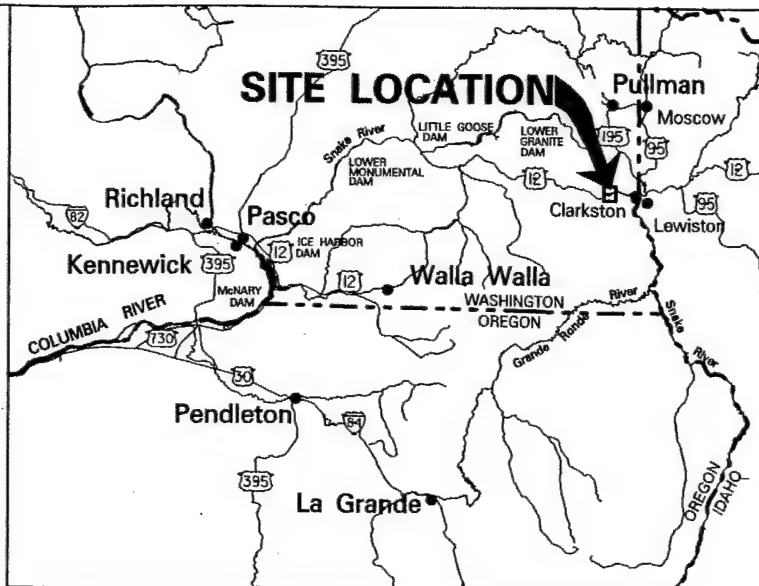 395
SITE LOCATION
Pullman
Moscow
195
95
LITTLE GOOSE
DAM
LOWER
GRANITE
DAM
Snake River
LOWER
MONUMENTAL
DAM
12
12
95
Clarkston
Lewiston
Richland
82
Pasco
Kennewick
395
12
ICE HARBOR
DAM
McNARY
DAM
12
Walla Walla
WASHINGTON
OREGON
Grande Ronde River
Snake River
COLUMBIA RIVER
730
30
Pendleton
84
395
La Grande
OREGON
IDAHO